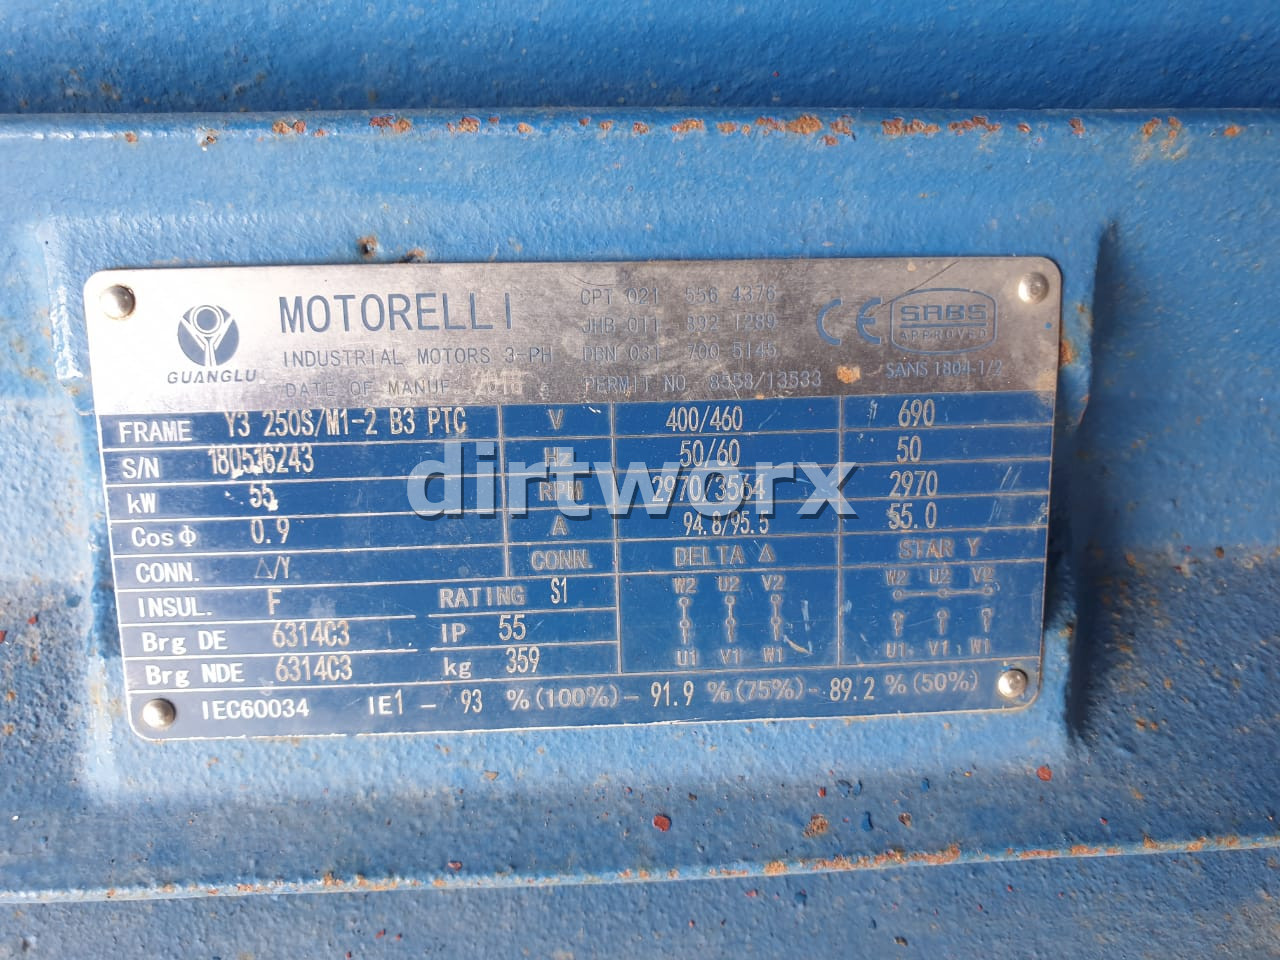 MOTORELLI
INDUSTRIAL MOTORS 3-PH
DATE OF MANUF
CPT 021 556 4376
JHB 011 892 1289
DBN 031 700 5145
PERMIT NO. 8558/13533
CE
SABS
APPROVED
SANS 1804-1/2
GUANGLU
FRAME Y3 250S/M1-2 B3 PTC V 400/460 690
S/N Hz 50/60 50
kW 55 RPM 2970/3564 2970
CosΦ 0.9 A 94.8/95.5 55.0
CONN. △/Y CONN. DELTA △ STAR Y
INSUL. F RATING S1
Brg DE 6314C3 IP 55
Brg NDE 6314C3 kg 359
W2 U2 V2 W2 U2 V2
U1 V1 W1 U1 V1 W1
IEC60034 IE1 - 93 %(100%)- 91.9 %(75%)- 89.2 %(50%)
dirtworx